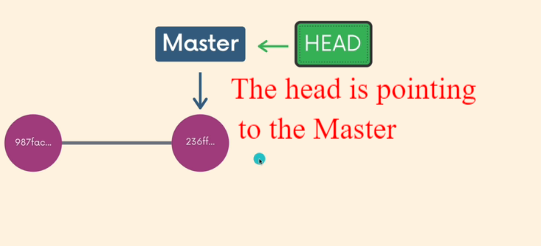 Master
HEAD
The head is pointing
to the Master
987fac...
236ff...